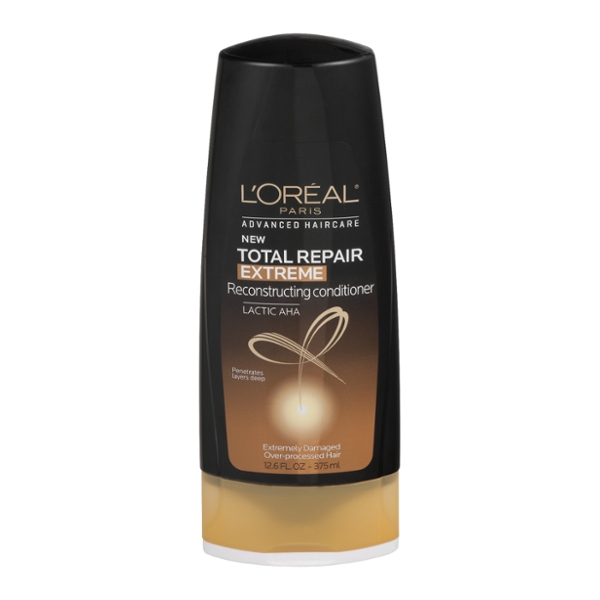 L'ORÉAL®
PARIS
ADVANCED HAIRCARE
NEW
TOTAL REPAIR
EXTREME
Reconstructing conditioner
LACTIC AHA
Penetrates
layers deep
Extremely Damaged
Over-processed Hair
12.6 FL. OZ - 375 ml